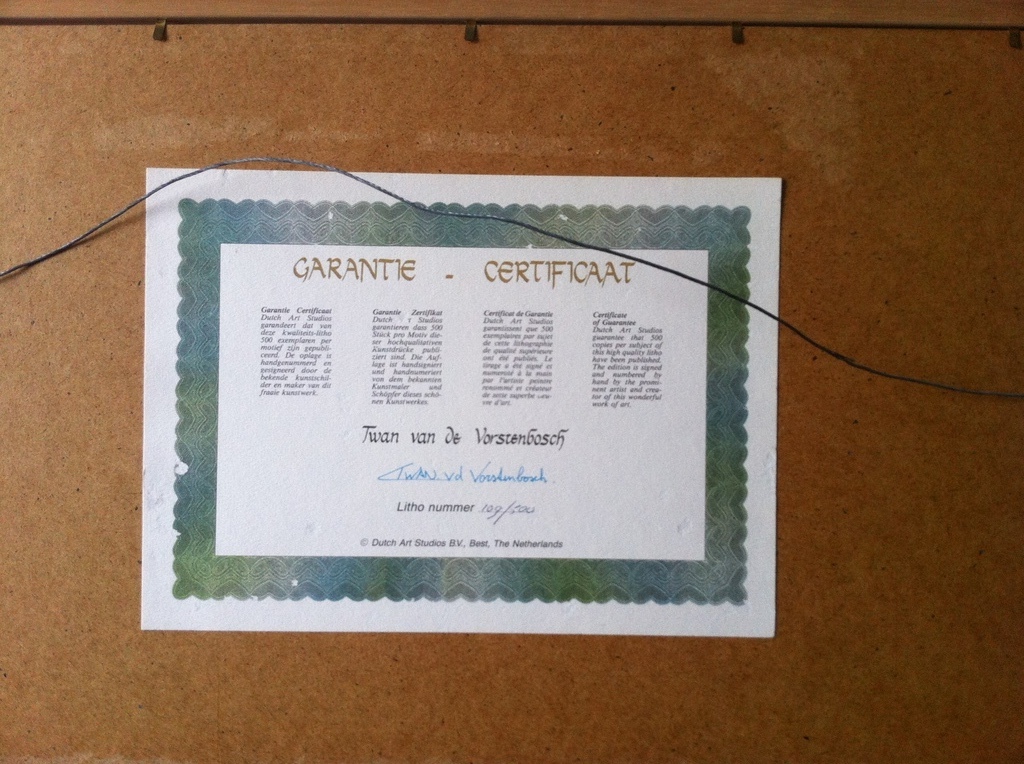 GARANTIE - CERTIFICAAT
Garantie Certificaat
Dutch Art Studios
garandeert dat van
deze kwaliteits-litho
500 exemplaren per
motief zijn gepubli-
ceerd. De oplage is
handgenummerd en
gesigneerd door de
bekende kunstschil-
der en maker van dit
fraaie kunstwerk.
Garantie Zertifikat
Dutch Art Studios
garantieren dass 500
Stück pro Motiv die-
ser hochqualitativen
Kunstdrücke publi-
ziert sind. Die Auf-
lage ist handsigniert
und handnumeriert
von dem bekannten
Kunstmaler und
Schöpfer dieses schö-
nen Kunstwerkes.
Certificat de Garantie
Dutch Art Studios
garantissent que 500
exemplaires par sujet
de cette lithographie
de qualité supérieure
ont été publiés. Le
tirage a été signé et
numeroté à la main
par l'artiste peintre
renommé et créateur
de cette superbe œu-
vre d'art.
Certificate
of Guarantee
Dutch Art Studios
guarantee that 500
copies per subject of
this high quality litho
have been published.
The edition is signed
and numbered by
hand by the promi-
nent artist and crea-
tor of this wonderful
work of art.
Twan van de Vorstenbosch
Twan. vd Vorstenbosch.
Litho nummer 109/500
© Dutch Art Studios B.V., Best, The Netherlands